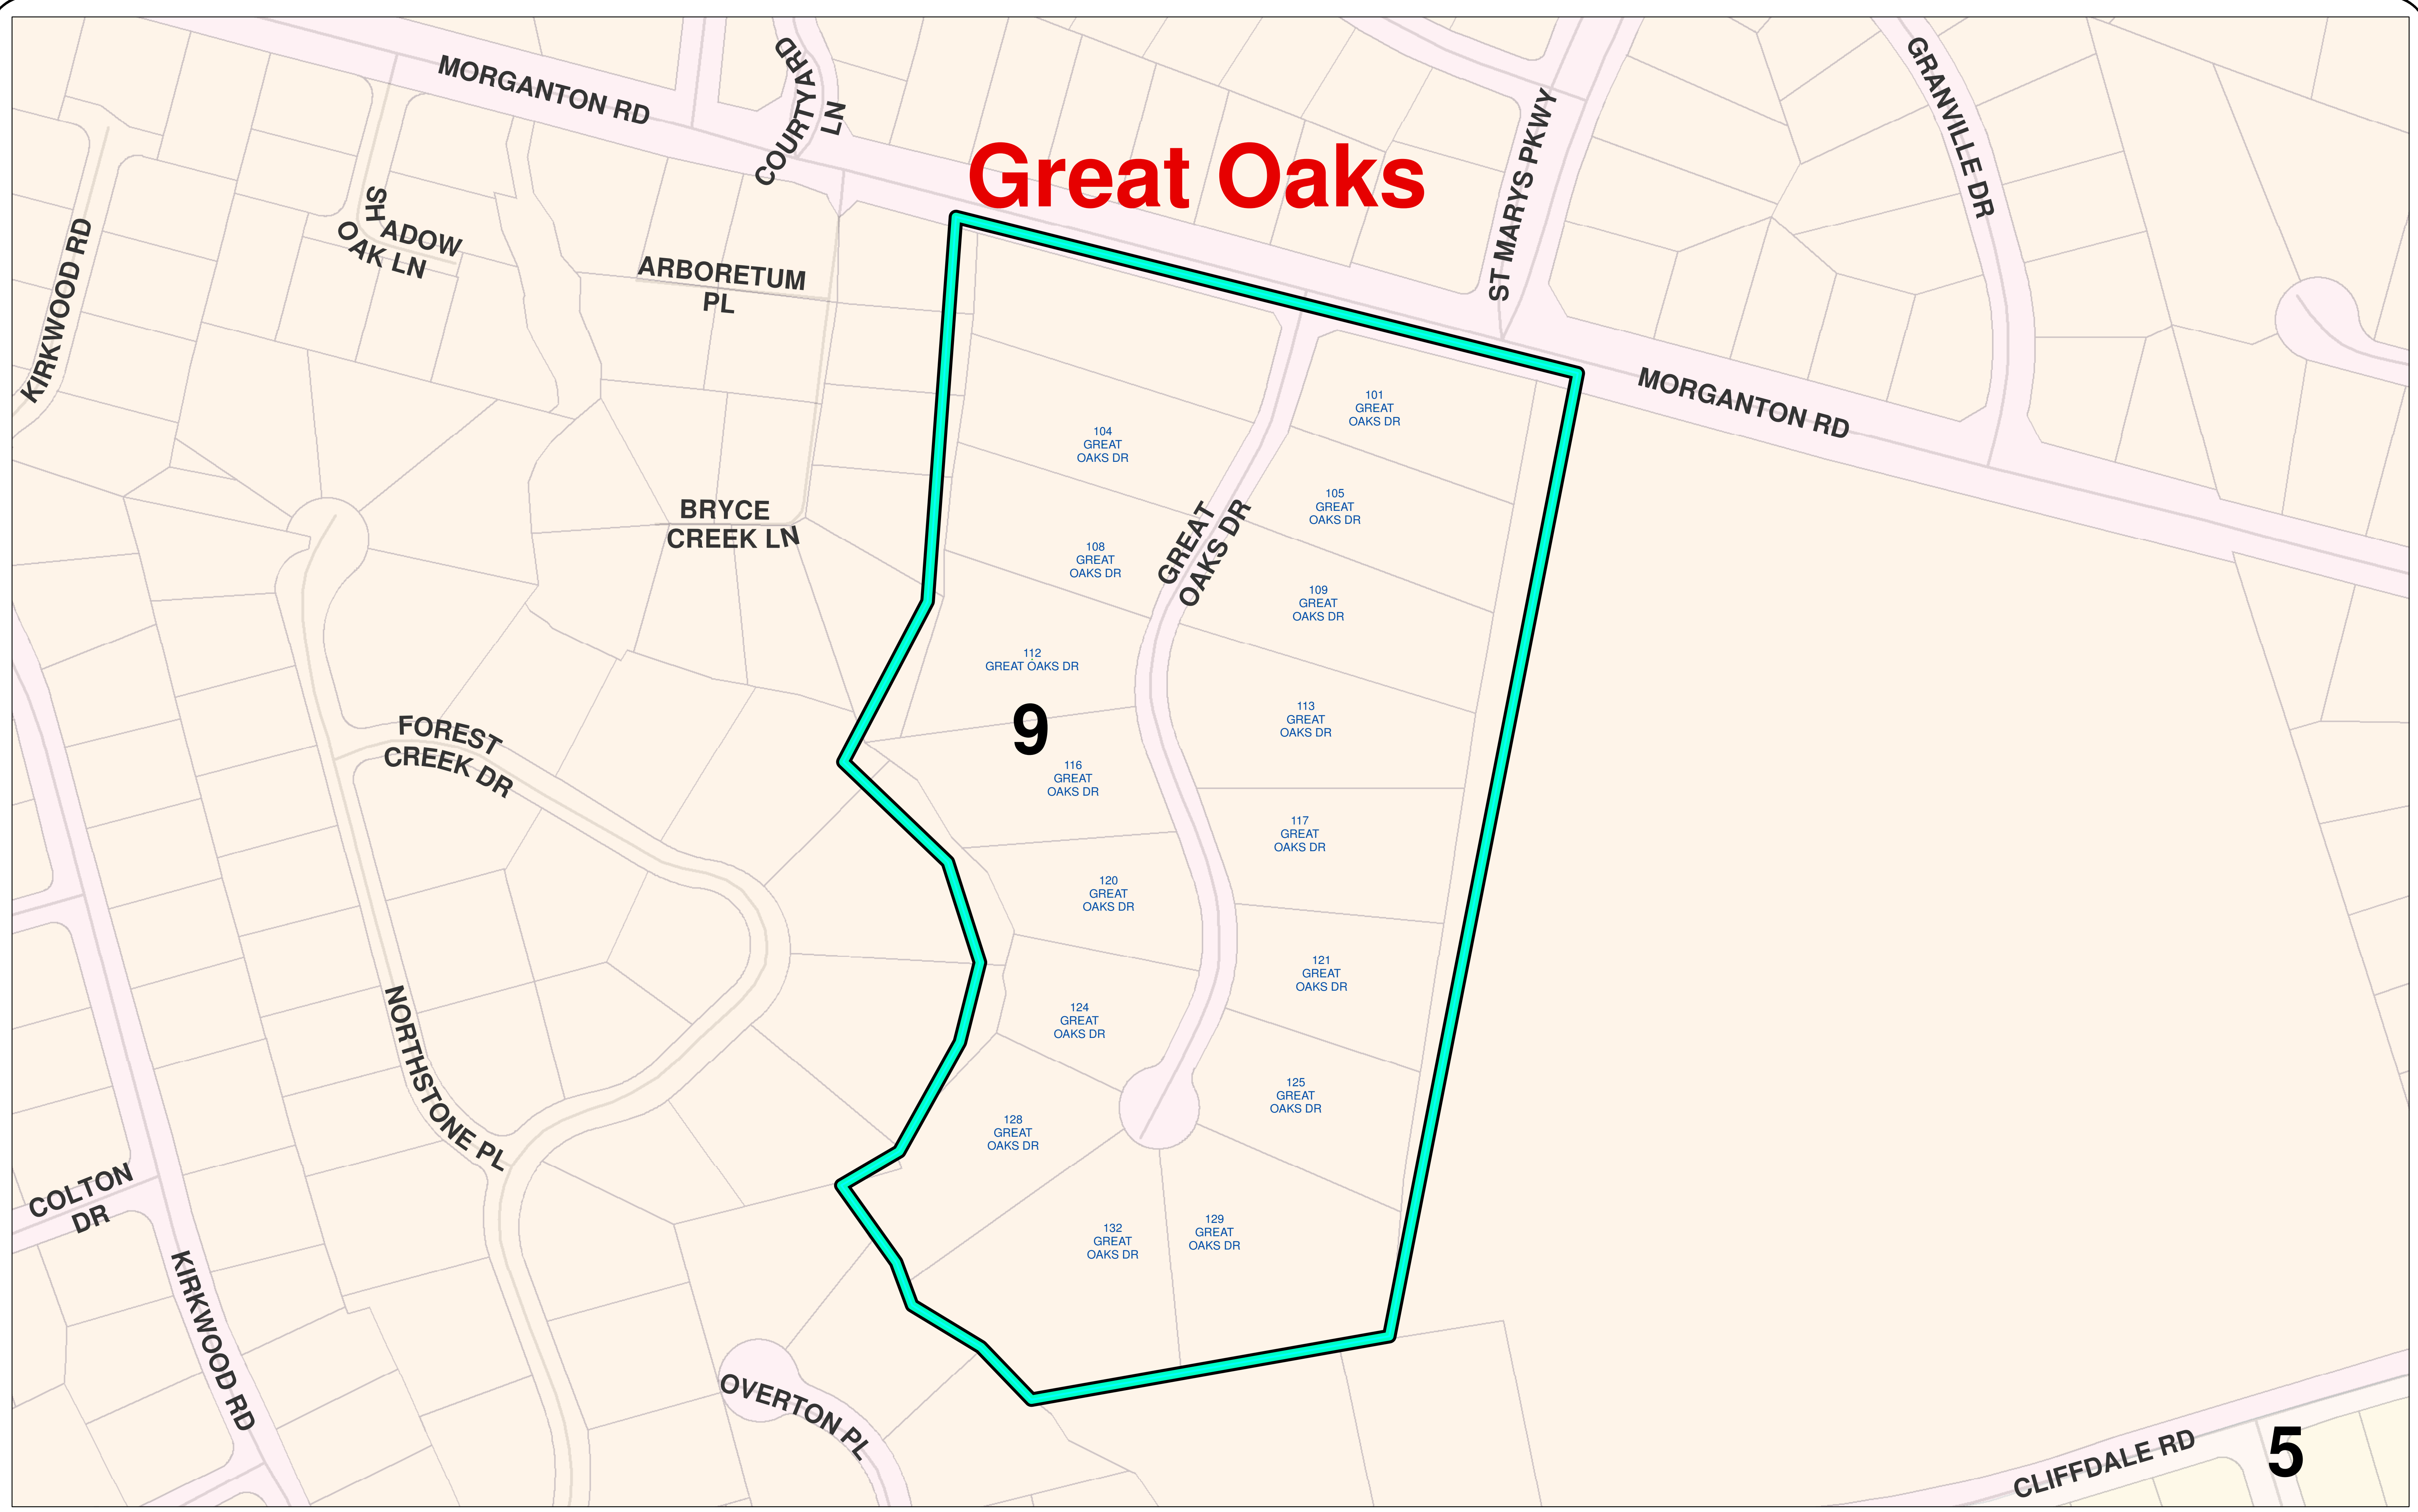 MORGANTON RD
COURTYARD
LN
Great Oaks
ST MARYS PKWY
GRANVILLE DR
KIRKWOOD RD
SH
ADOW
OAK LN
ARBORETUM
PL
MORGANTON RD
101
GREAT
OAKS DR
104
GREAT
OAKS DR
105
GREAT
OAKS DR
BRYCE
CREEK LN
GREAT
OAKS DR
108
GREAT
OAKS DR
109
GREAT
OAKS DR
112
GREAT OAKS DR
9
113
GREAT
OAKS DR
FOREST
CREEK DR
116
GREAT
OAKS DR
117
GREAT
OAKS DR
120
GREAT
OAKS DR
121
GREAT
OAKS DR
124
GREAT
OAKS DR
NORTHSTONE PL
125
GREAT
OAKS DR
128
GREAT
OAKS DR
COLTON
DR
132
GREAT
OAKS DR
129
GREAT
OAKS DR
KIRKWOOD RD
OVERTON PL
CLIFFDALE RD
5